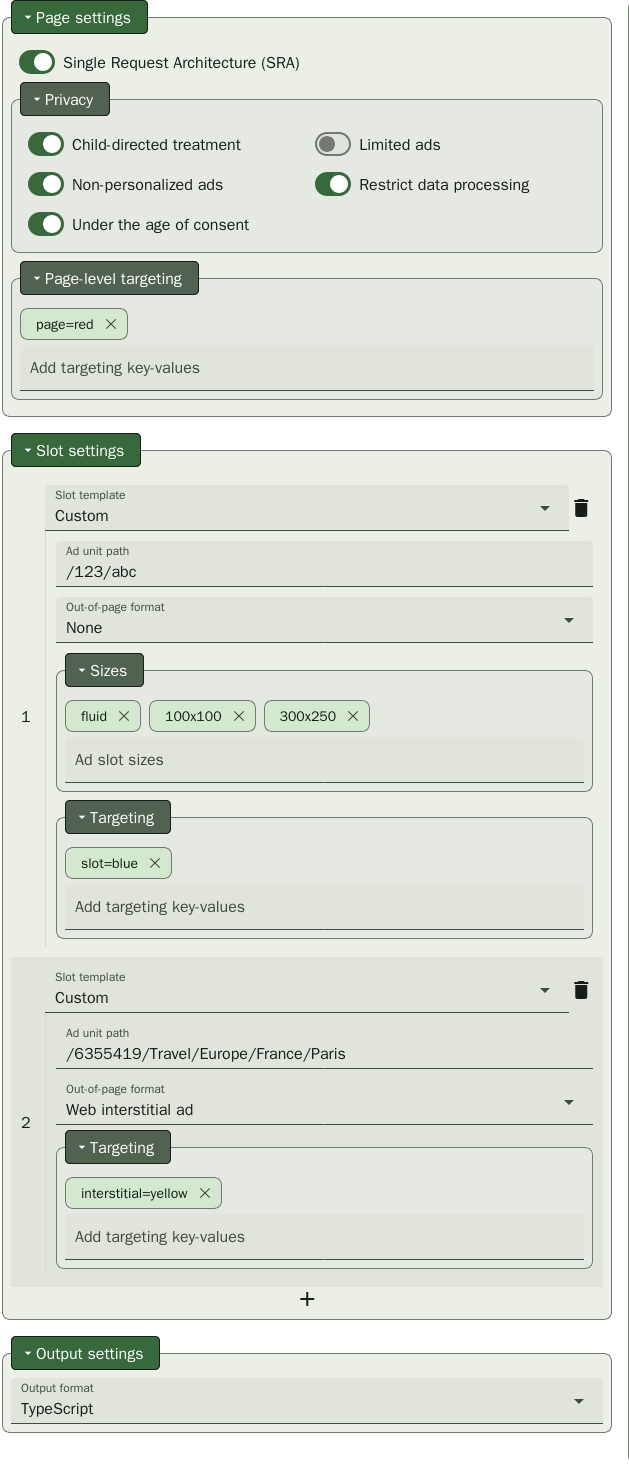 Page settings
Single Request Architecture (SRA)
Privacy
Child-directed treatment
Limited ads
Non-personalized ads
Restrict data processing
Under the age of consent
Page-level targeting
page=red
Add targeting key-values
Slot settings
Slot template
Custom
Ad unit path
/123/abc
Out-of-page format
None
Sizes
1
fluid 100x100 300x250
Ad slot sizes
Targeting
slot=blue
Add targeting key-values
Slot template
Custom
Ad unit path
/6355419/Travel/Europe/France/Paris
Out-of-page format
Web interstitial ad
2
Targeting
interstitial=yellow
Add targeting key-values
+
Output settings
Output format
TypeScript